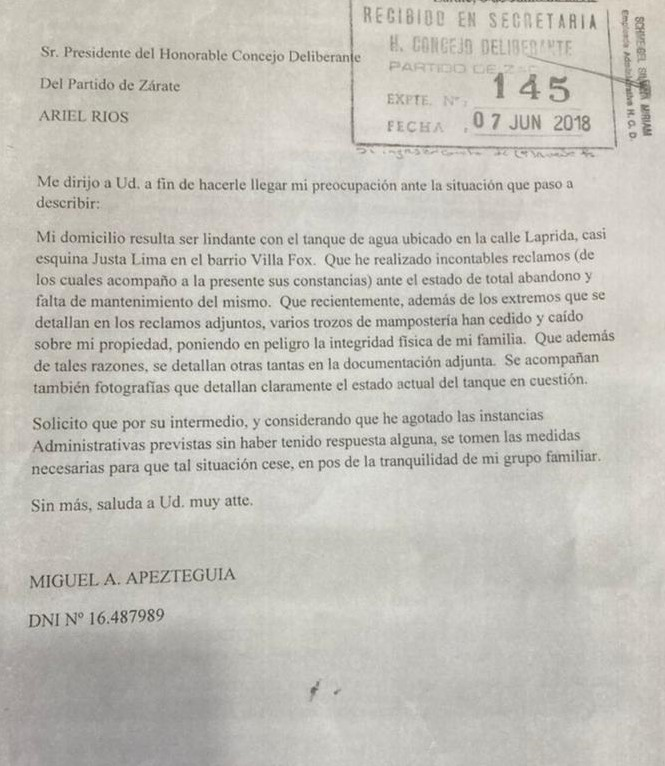 RECIBIDO EN SECRETARIA
H. CONCEJO DELIBERANTE
PARTIDO DE
EXPTE. Nº: 145
FECHA , 07 JUN 2018
MIRIAM
Empleada Administrativa H. C. D.
Sr. Presidente del Honorable Concejo Deliberante
Del Partido de Zárate
ARIEL RIOS
Me dirijo a Ud. a fin de hacerle llegar mi preocupación ante la situación que paso a
describir:
Mi domicilio resulta ser lindante con el tanque de agua ubicado en la calle Laprida, casi
esquina Justa Lima en el barrio Villa Fox. Que he realizado incontables reclamos (de
los cuales acompaño a la presente sus constancias) ante el estado de total abandono y
falta de mantenimiento del mismo. Que recientemente, además de los extremos que se
detallan en los reclamos adjuntos, varios trozos de mampostería han cedido y caído
sobre mi propiedad, poniendo en peligro la integridad física de mi familia. Que además
de tales razones, se detallan otras tantas en la documentación adjunta. Se acompañan
también fotografías que detallan claramente el estado actual del tanque en cuestión.
Solicito que por su intermedio, y considerando que he agotado las instancias
Administrativas previstas sin haber tenido respuesta alguna, se tomen las medidas
necesarias para que tal situación cese, en pos de la tranquilidad de mi grupo familiar.
Sin más, saluda a Ud. muy atte.
MIGUEL A. APEZTEGUIA
DNI Nº 16.487989